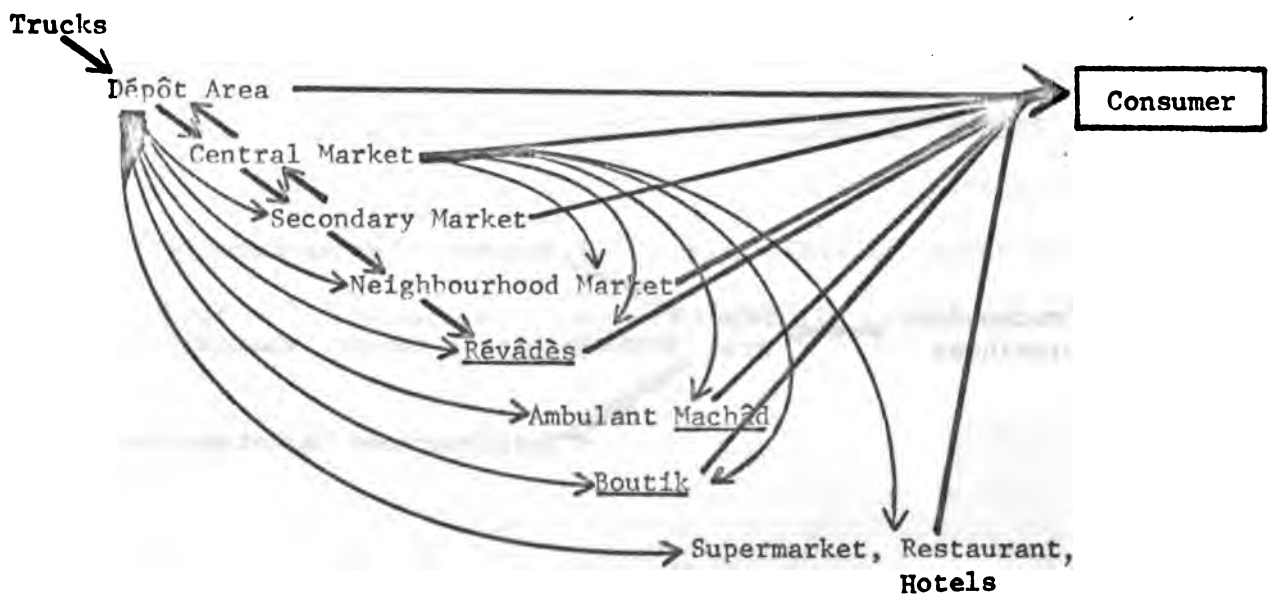 Trucks
Dépôt Area
Consumer
Central Market
Secondary Market
Neighbourhood Market
Révâdès
Ambulant Machâd
Boutik
Supermarket, Restaurant,
Hotels